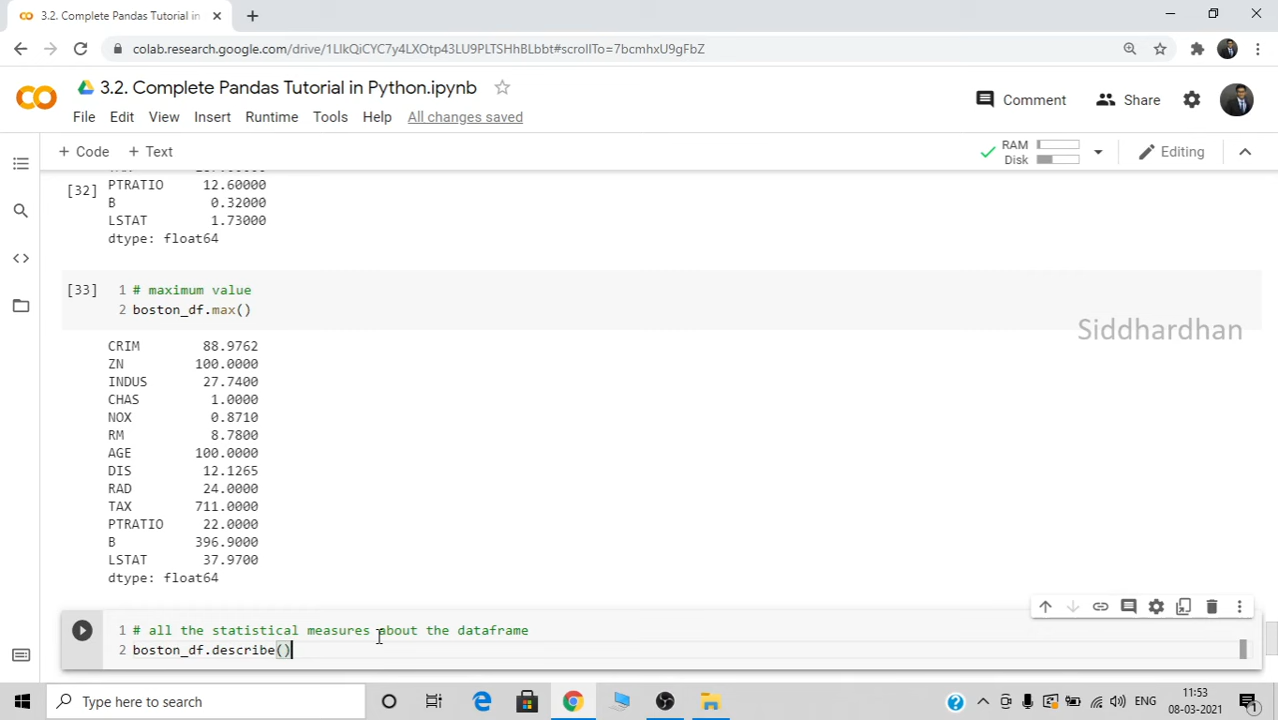 3.2. Complete Pandas Tutorial in
colab.research.google.com/drive/1LIkQiCYC7y4LXOtp43LU9PLTSHhBLbbt#scrollTo=7bcmhxU9gFbZ
3.2. Complete Pandas Tutorial in Python.ipynb
Comment
Share
File Edit View Insert Runtime Tools Help All changes saved
+ Code + Text
RAM
Disk
Editing
[32]
PTRATIO 12.60000
B 0.32000
LSTAT 1.73000
dtype: float64
[33]
1 # maximum value
2 boston_df.max()
Siddhardhan
CRIM 88.9762
ZN 100.0000
INDUS 27.7400
CHAS 1.0000
NOX 0.8710
RM 8.7800
AGE 100.0000
DIS 12.1265
RAD 24.0000
TAX 711.0000
PTRATIO 22.0000
B 396.9000
LSTAT 37.9700
dtype: float64
1 # all the statistical measures about the dataframe
2 boston_df.describe()
Type here to search
ENG
11:53
08-03-2021
1